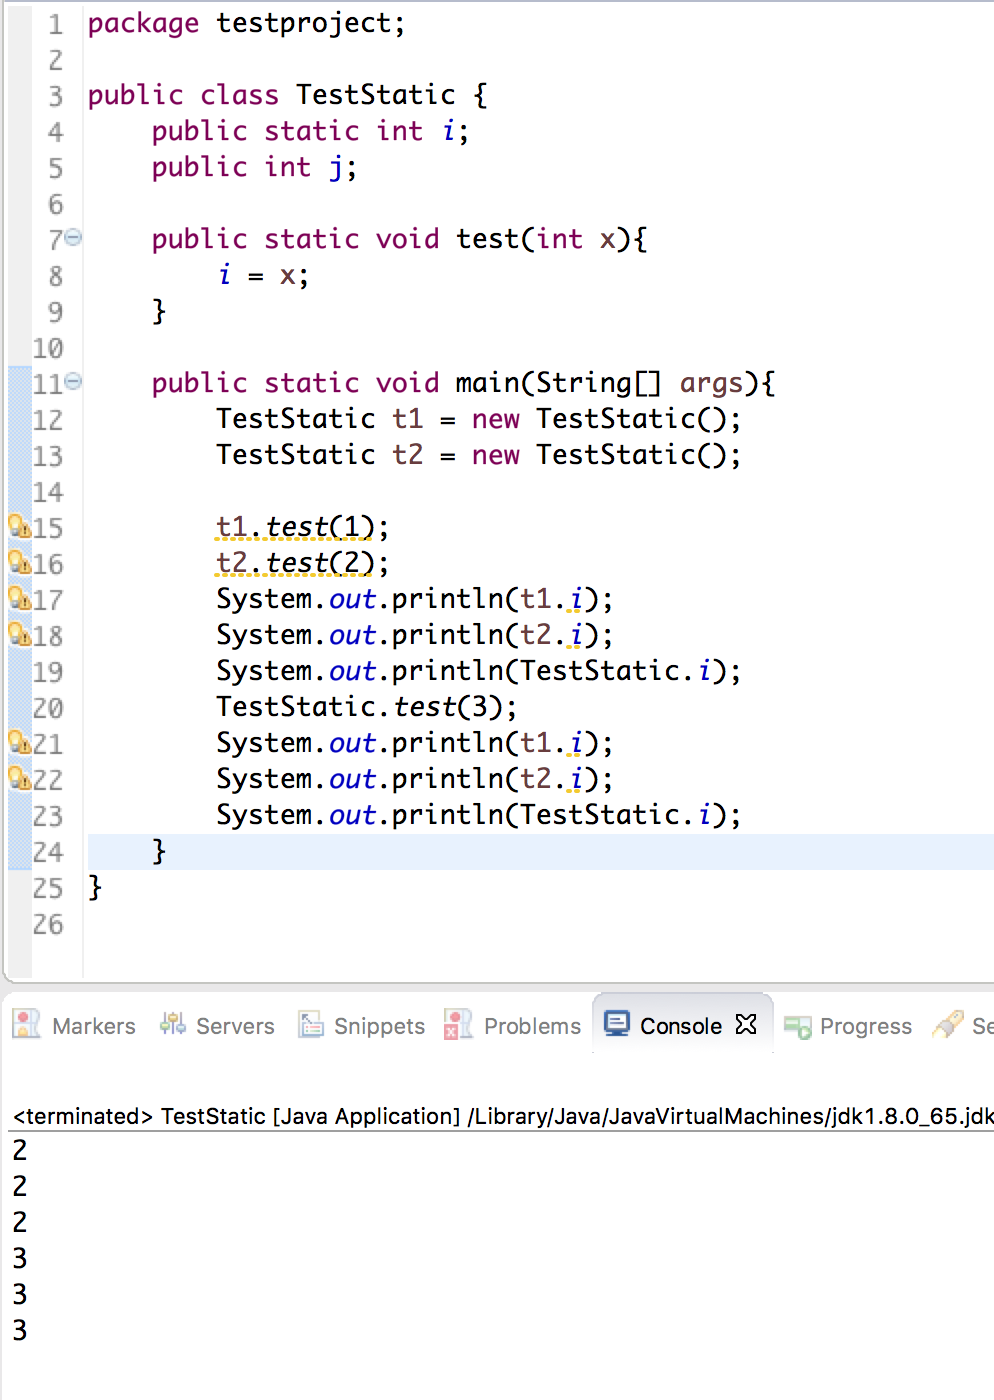 1 package testproject;
2
3 public class TestStatic {
4     public static int i;
5     public int j;
6
7     public static void test(int x){
8         i = x;
9     }
10
11     public static void main(String[] args){
12         TestStatic t1 = new TestStatic();
13         TestStatic t2 = new TestStatic();
14
15         t1.test(1);
16         t2.test(2);
17         System.out.println(t1.i);
18         System.out.println(t2.i);
19         System.out.println(TestStatic.i);
20         TestStatic.test(3);
21         System.out.println(t1.i);
22         System.out.println(t2.i);
23         System.out.println(TestStatic.i);
24     }
25 }
26
Markers Servers Snippets Problems Console Progress Se
<terminated> TestStatic [Java Application] /Library/Java/JavaVirtualMachines/jdk1.8.0_65.jdk
2
2
2
3
3
3